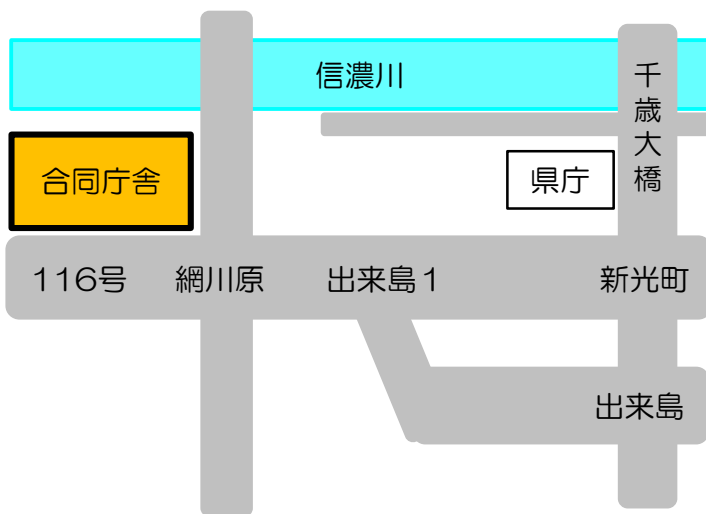 信濃川
千歳大橋
合同庁舎
県庁
116号
網川原
出来島1
新光町
出来島